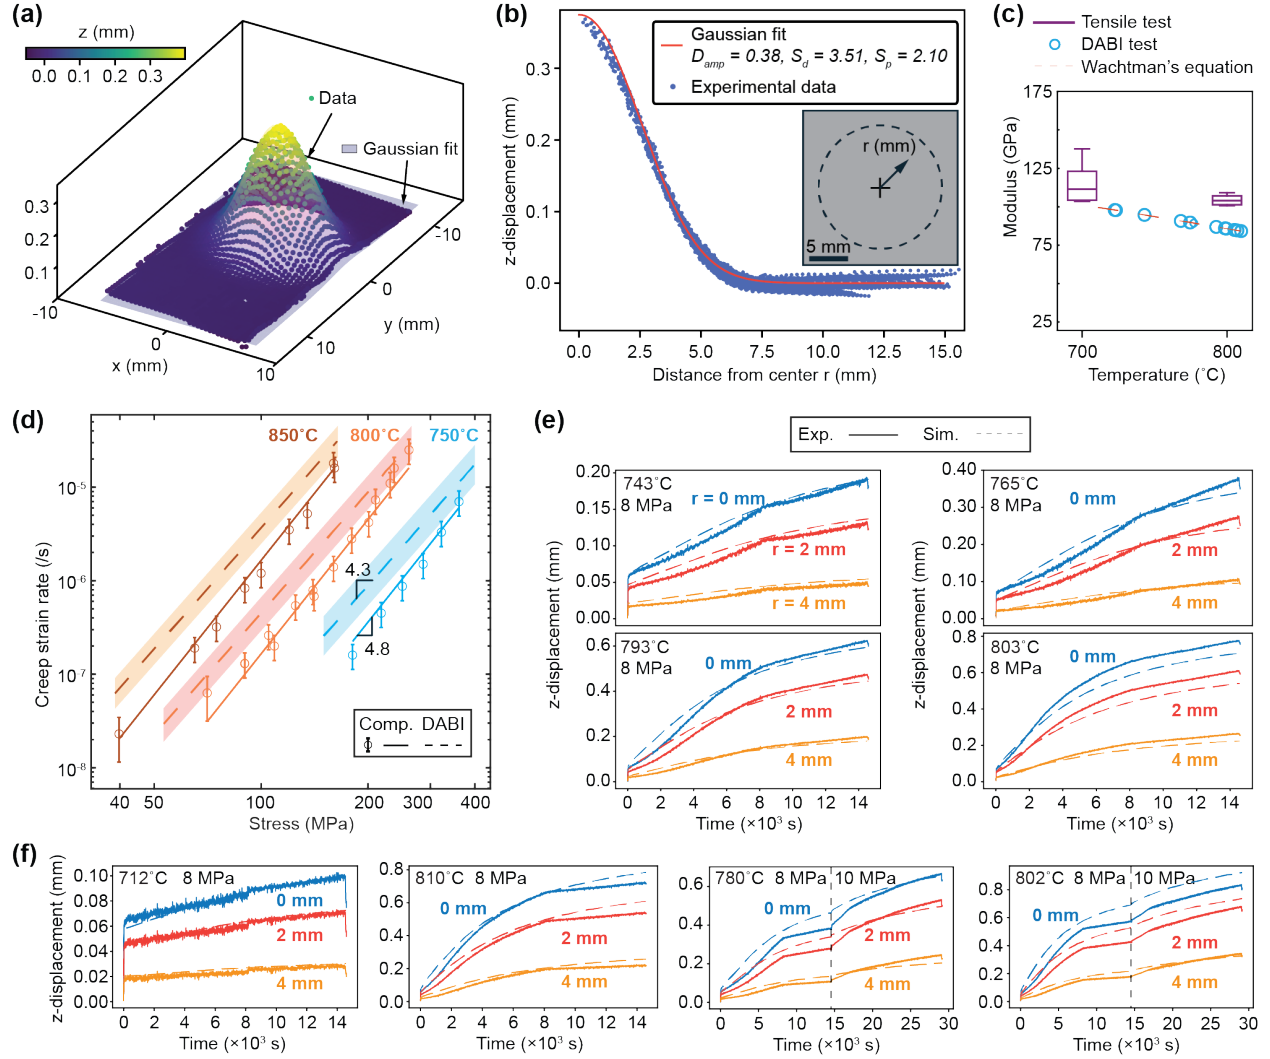 (a)
z (mm)
0.0 0.1 0.2 0.3
Data
Gaussian fit
0.3
0.2
0.1
-10
0
10
x (mm)
-10
0
10
y (mm)
(b)
Gaussian fit
D_amp = 0.38, S_d = 3.51, S_p = 2.10
Experimental data
r (mm)
5 mm
z-displacement (mm)
0.3
0.2
0.1
0.0
0.0 2.5 5.0 7.5 10.0 12.5 15.0
Distance from center r (mm)
(c)
Tensile test
DABI test
Wachtman's equation
Modulus (GPa)
175
125
75
25
700 800
Temperature (˚C)
(d)
850˚C 800˚C 750˚C
Creep strain rate (/s)
10⁻⁵
10⁻⁶
10⁻⁷
10⁻⁸
4.3
4.8
Comp. DABI
40 50 100 200 300 400
Stress (MPa)
(e)
Exp. Sim.
z-displacement (mm)
743˚C
8 MPa
r = 0 mm
r = 2 mm
r = 4 mm
0.20
0.15
0.10
0.05
0.00
z-displacement (mm)
765˚C
8 MPa
0 mm
2 mm
4 mm
0.40
0.30
0.20
0.10
0.00
793˚C
8 MPa
0 mm
2 mm
4 mm
0.6
0.4
0.2
0.0
0 2 4 6 8 10 12 14
Time (×10³ s)
803˚C
8 MPa
0 mm
2 mm
4 mm
0.8
0.6
0.4
0.2
0.0
0 2 4 6 8 10 12 14
Time (×10³ s)
(f)
z-displacement (mm)
712˚C 8 MPa
0 mm
2 mm
4 mm
0.10
0.08
0.06
0.04
0.02
0.00
0 2 4 6 8 10 12 14
Time (×10³ s)
810˚C 8 MPa
0 mm
2 mm
4 mm
0.8
0.6
0.4
0.2
0.0
0 2 4 6 8 10 12 14
Time (×10³ s)
780˚C 8 MPa 10 MPa
0 mm
2 mm
4 mm
0.6
0.4
0.2
0.0
0 5 10 15 20 25 30
Time (×10³ s)
802˚C 8 MPa 10 MPa
0 mm
2 mm
4 mm
0.8
0.6
0.4
0.2
0.0
0 5 10 15 20 25 30
Time (×10³ s)